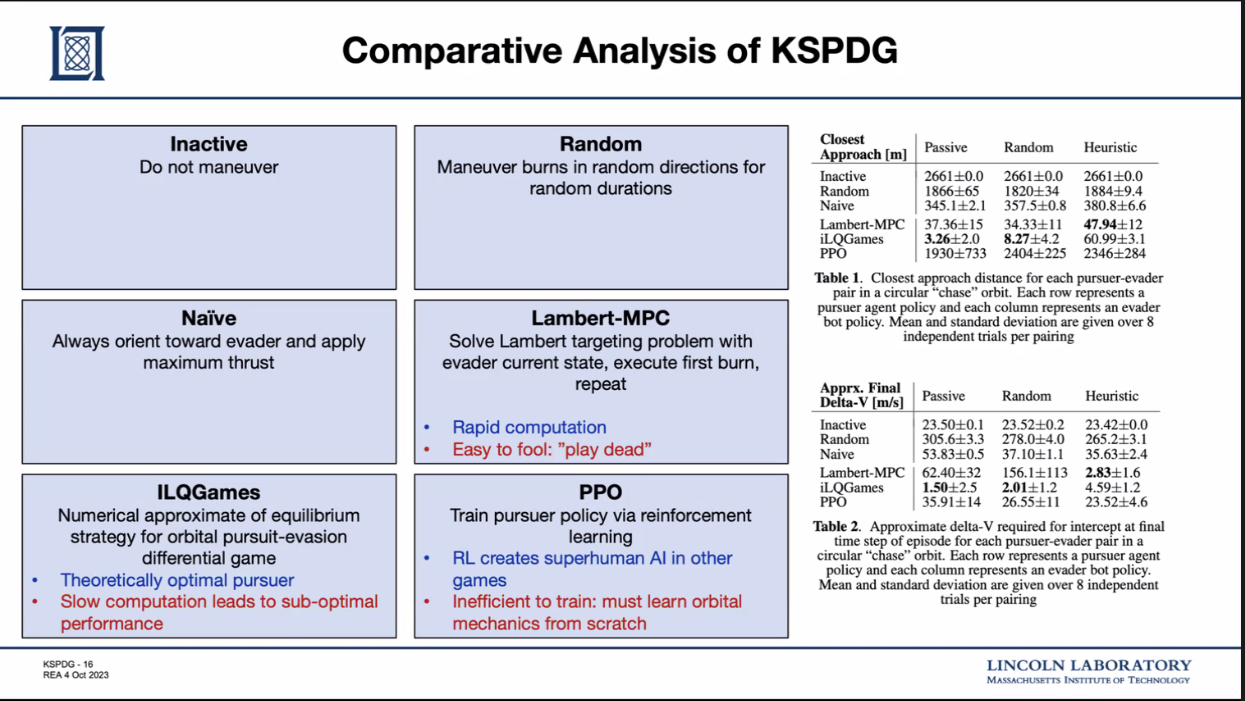 Comparative Analysis of KSPDG
Inactive
Do not maneuver
Random
Maneuver burns in random directions for
random durations
Naïve
Always orient toward evader and apply
maximum thrust
Lambert-MPC
Solve Lambert targeting problem with
evader current state, execute first burn,
repeat
• Rapid computation
• Easy to fool: ”play dead”
ILQGames
Numerical approximate of equilibrium
strategy for orbital pursuit-evasion
differential game
• Theoretically optimal pursuer
• Slow computation leads to sub-optimal
performance
PPO
Train pursuer policy via reinforcement
learning
• RL creates superhuman AI in other
games
• Inefficient to train: must learn orbital
mechanics from scratch
Closest
Approach [m] Passive Random Heuristic
Inactive 2661±0.0 2661±0.0 2661±0.0
Random 1866±65 1820±34 1884±9.4
Naive 345.1±2.1 357.5±0.8 380.8±6.6
Lambert-MPC 37.36±15 34.33±11 47.94±12
iLQGames 3.26±2.0 8.27±4.2 60.99±3.1
PPO 1930±733 2404±225 2346±284
Table 1. Closest approach distance for each pursuer-evader
pair in a circular “chase” orbit. Each row represents a
pursuer agent policy and each column represents an evader
bot policy. Mean and standard deviation are given over 8
independent trials per pairing
Apprx. Final
Delta-V [m/s] Passive Random Heuristic
Inactive 23.50±0.1 23.52±0.2 23.42±0.0
Random 305.6±3.3 278.0±4.0 265.2±3.1
Naive 53.83±0.5 37.10±1.1 35.63±2.4
Lambert-MPC 62.40±32 156.1±113 2.83±1.6
iLQGames 1.50±2.5 2.01±1.2 4.59±1.2
PPO 35.91±14 26.55±11 23.52±4.6
Table 2. Approximate delta-V required for intercept at final
time step of episode for each pursuer-evader pair in a
circular “chase” orbit. Each row represents a pursuer agent
policy and each column represents an evader bot policy.
Mean and standard deviation are given over 8 independent
trials per pairing
KSPDG - 16
REA 4 Oct 2023
LINCOLN LABORATORY
MASSACHUSETTS INSTITUTE OF TECHNOLOGY